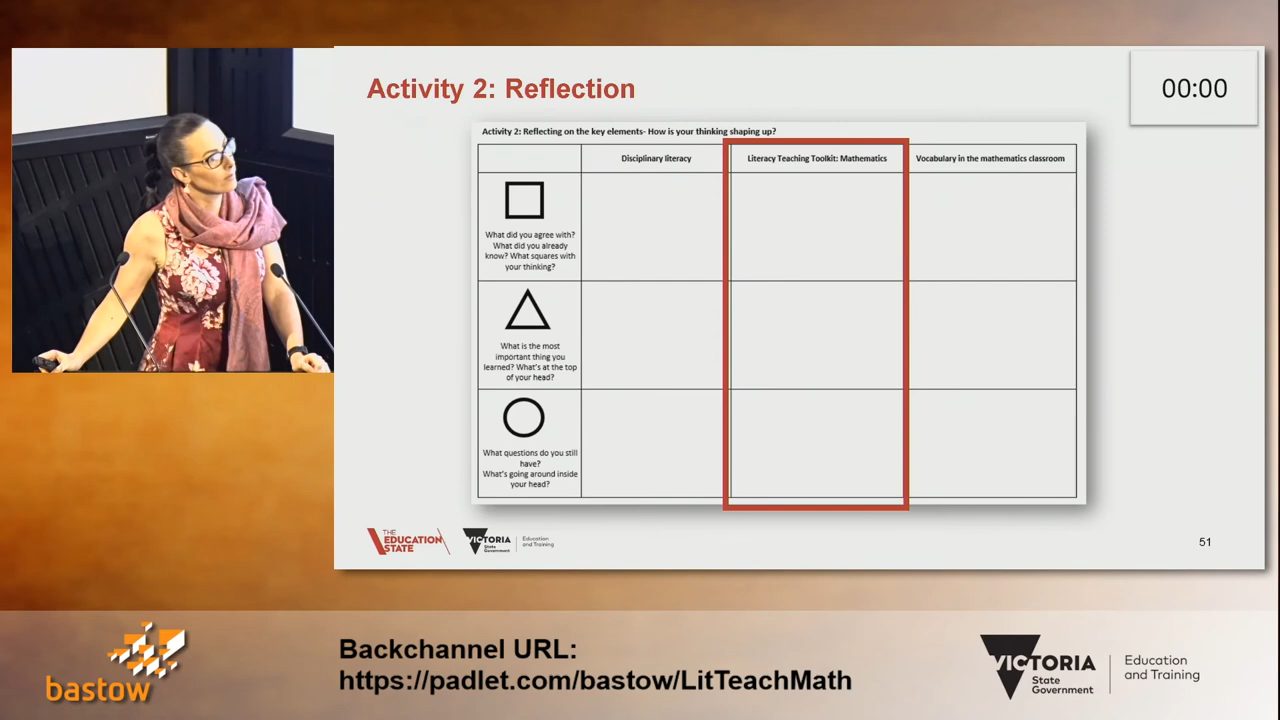 Activity 2: Reflection
00:00
Activity 2: Reflecting on the key elements- How is your thinking shaping up?
Disciplinary literacy
Literacy Teaching Toolkit: Mathematics
Vocabulary in the mathematics classroom
What did you agree with?
What did you already
know? What squares with
your thinking?
What is the most
important thing you
learned? What's at the top
of your head?
What questions do you still
have?
What's going around inside
your head?
THE
EDUCATION
STATE
VICTORIA
State
Government
Education
and Training
51
bastow
Backchannel URL:
https://padlet.com/bastow/LitTeachMath
VICTORIA
State
Government
Education
and Training